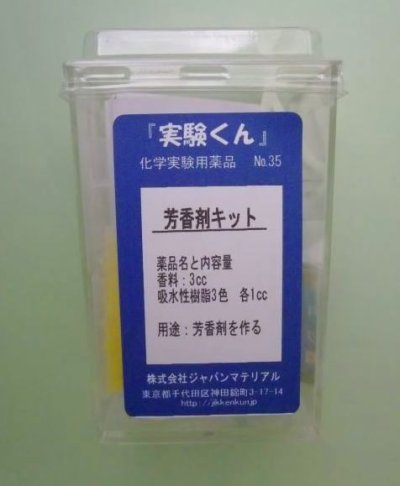 『実験くん』
化学実験用薬品 No.35
芳香剤キット
薬品名と内容量
香料：3cc
吸水性樹脂3色 各1cc
用途：芳香剤を作る
株式会社ジャパンマテリアル
東京都千代田区神田錦町3-17-14
http://jikkenkun.jp